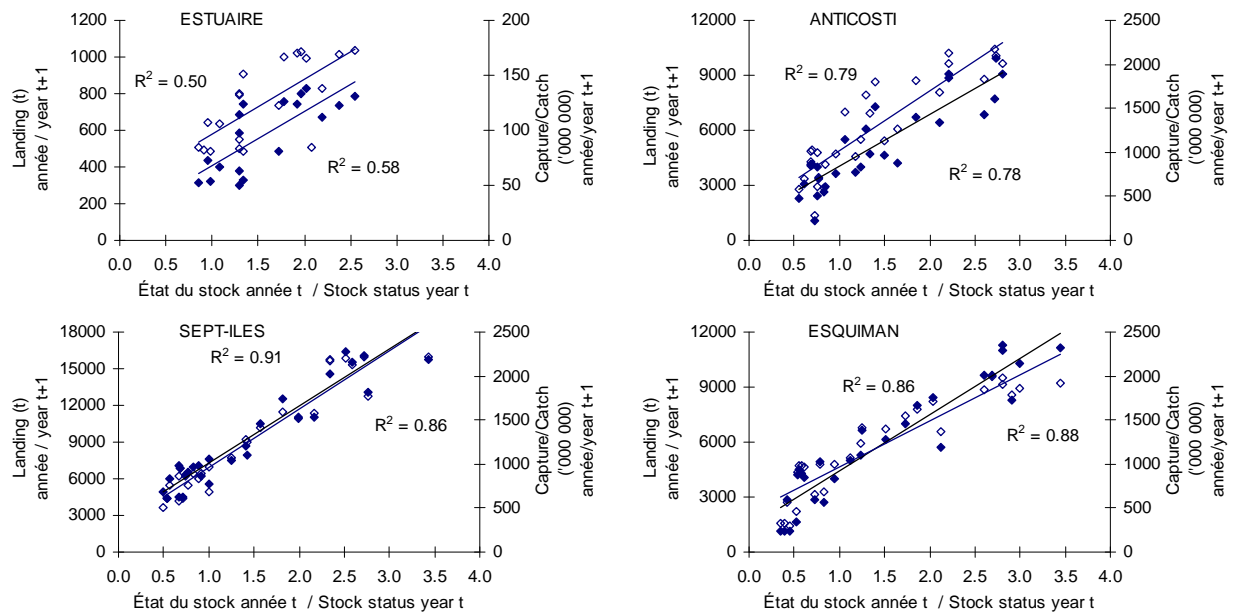 ESTUAIRE
1200
1000
800
600
400
200
0
200
150
100
50
0
R² = 0.50
R² = 0.58
Landing (t)
année / year t+1
Capture/Catch
('000 000)
année/year t+1
0.0 0.5 1.0 1.5 2.0 2.5 3.0 3.5 4.0
État du stock année t / Stock status year t
ANTICOSTI
12000
9000
6000
3000
0
2500
2000
1500
1000
500
0
R² = 0.79
R² = 0.78
Landing (t)
année / year t+1
Capture/Catch
('000 000)
année/year t+1
0.0 0.5 1.0 1.5 2.0 2.5 3.0 3.5 4.0
État du stock année t / Stock status year t
SEPT-ILES
18000
15000
12000
9000
6000
3000
0
2500
2000
1500
1000
500
0
R² = 0.91
R² = 0.86
Landing (t)
année / year t+1
Capture/Catch
('000 000)
année/year t+1
0.0 0.5 1.0 1.5 2.0 2.5 3.0 3.5 4.0
État du stock année t / Stock status year t
ESQUIMAN
12000
9000
6000
3000
0
2500
2000
1500
1000
500
0
R² = 0.86
R² = 0.88
Landing (t)
année / year t+1
Capture/Catch
('000 000)
année/year t+1
0.0 0.5 1.0 1.5 2.0 2.5 3.0 3.5 4.0
État du stock année t / Stock status year t